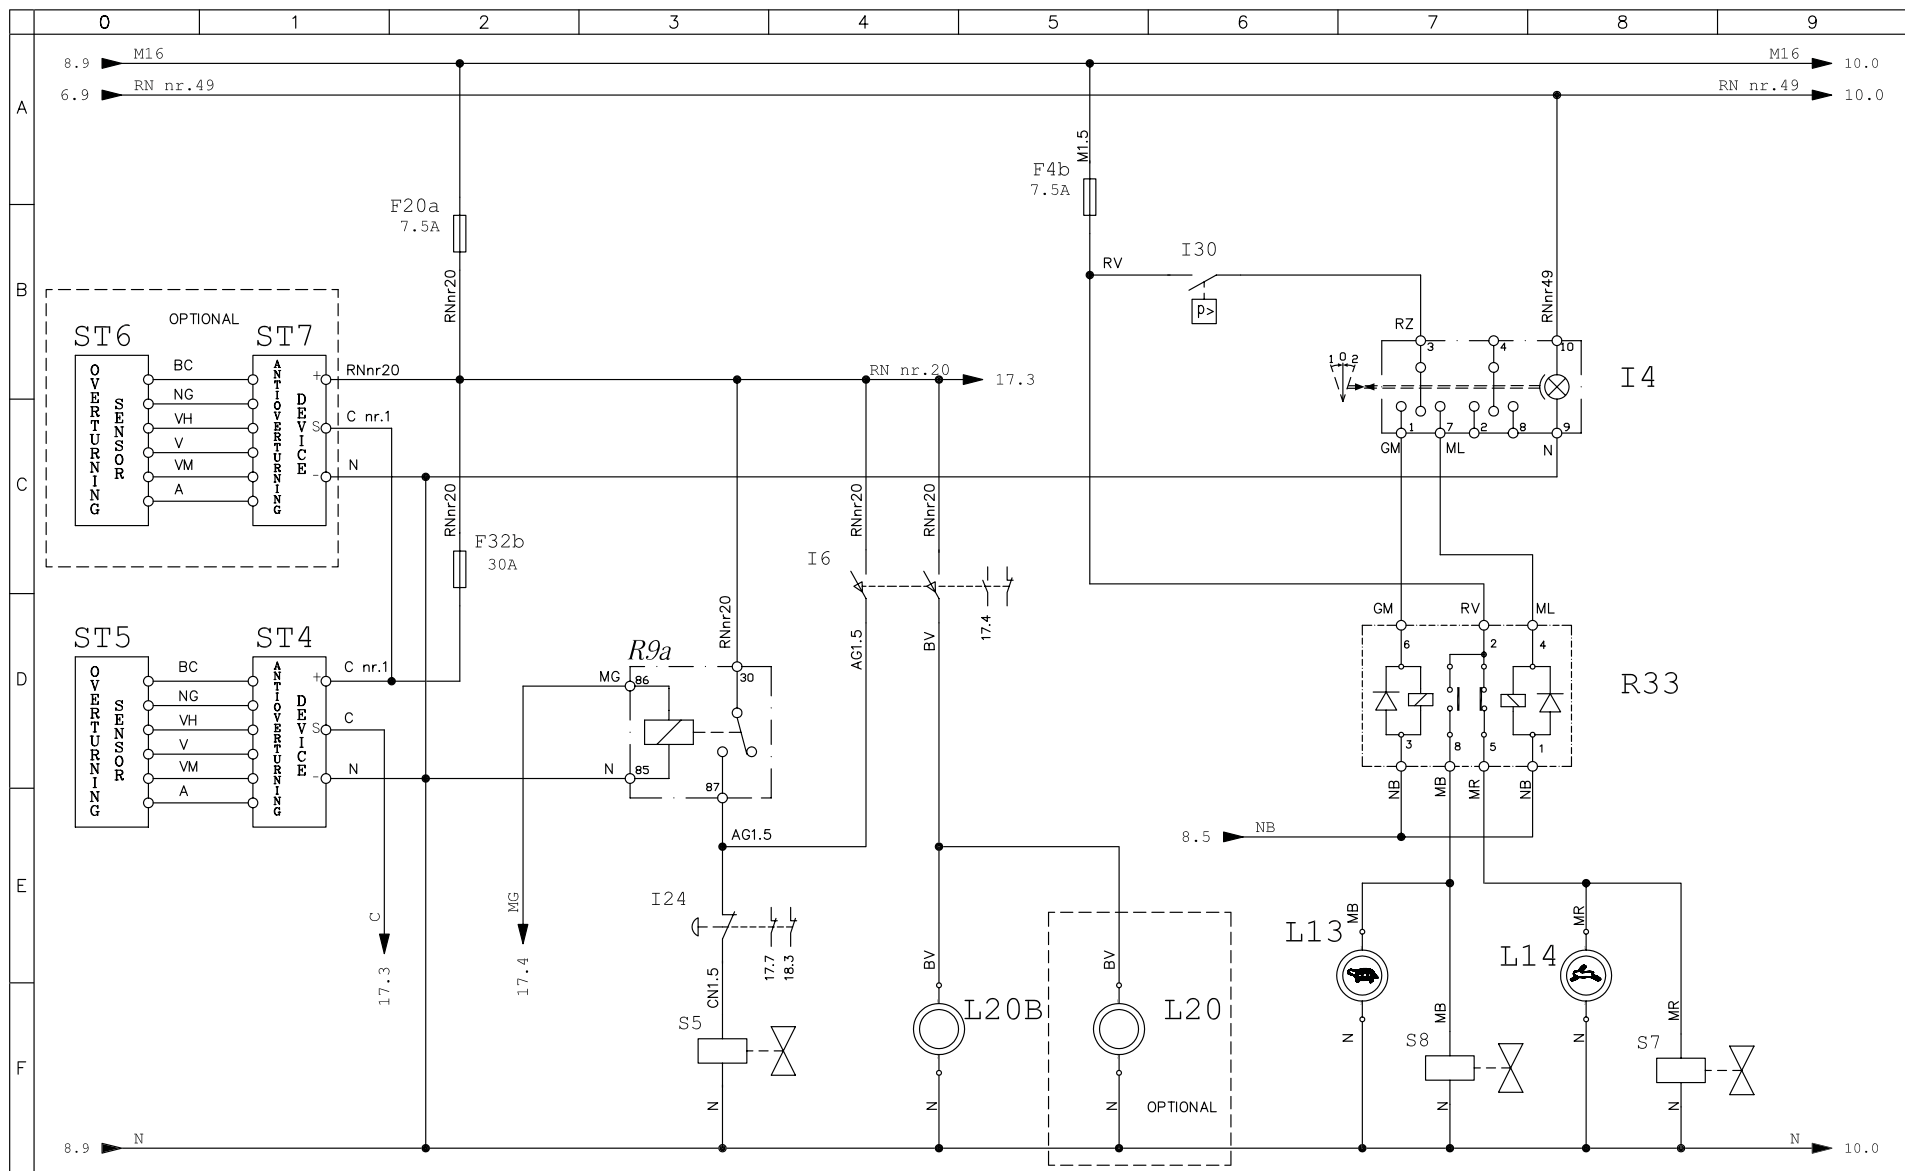 0 1 2 3 4 5 6 7 8 9
8.9 M16 M16 10.0
6.9 RN nr.49 RN nr.49 10.0
A
M1.5
F4b
7.5A
F20a
7.5A
RNnr20
I30
RV
P>
B
RNnr49
OPTIONAL
ST6 ST7
RZ 3 4 10
1 0 2
I4
BC
NG
VH
V
VM
A
OVERTURNING
SENSOR
ANTIOVERTURNING
DEVICE
+ RNnr20
S C nr.1
- N
RN nr.20 17.3
1 7 2 8 9
GM ML N
C
RNnr20
RNnr20
RNnr20
F32b
30A
I6
17.4
RNnr20
AG1.5
BV
GM RV ML
6 2 4
R33
3 8 5 1
NB MB MR NB
ST5 ST4
BC
NG
VH
V
VM
A
OVERTURNING
SENSOR
ANTIOVERTURNING
DEVICE
+ C nr.1
S C
- N
D
R9a
MG 86 30
N 85
87
AG1.5
8.5 NB
E
C
17.3
MG
17.4
I24
17.7
18.3
CN1.5
BV
BV
MB
L13
MR
L14
F
S5
L20B
L20
MB
S8
MR
S7
N
N
N
N
N
N
N
OPTIONAL
8.9 N N 10.0